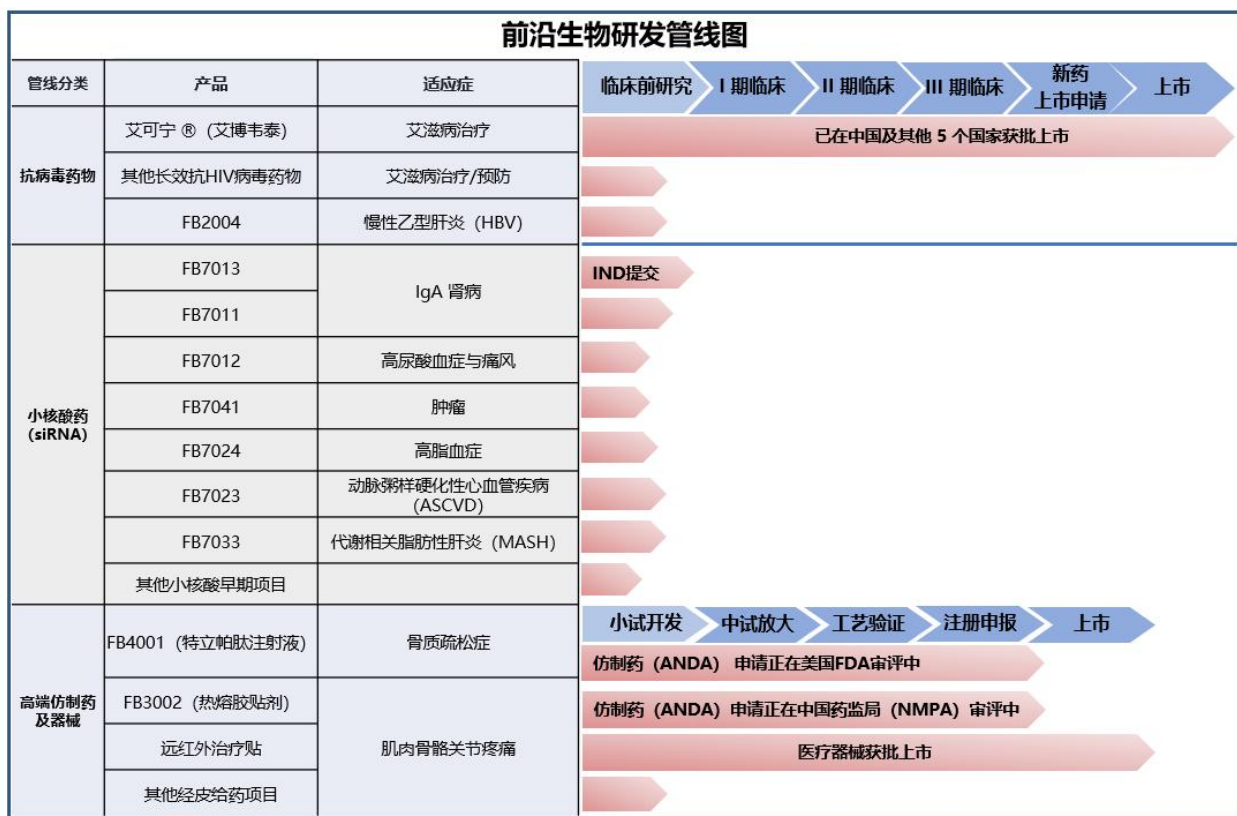 前沿生物研发管线图
管线分类 产品 适应症 临床前研究 I 期临床 II 期临床 III 期临床 新药
上市申请 上市
抗病毒药物
艾可宁 ® (艾博韦泰) 艾滋病治疗 已在中国及其他 5 个国家获批上市
其他长效抗HIV病毒药物 艾滋病治疗/预防
FB2004 慢性乙型肝炎 (HBV)
小核酸药
(siRNA)
FB7013 IgA 肾病 IND提交
FB7011
FB7012 高尿酸血症与痛风
FB7041 肿瘤
FB7024 高脂血症
FB7023 动脉粥样硬化性心血管疾病
(ASCVD)
FB7033 代谢相关脂肪性肝炎 (MASH)
其他小核酸早期项目
高端仿制药
及器械
小试开发 中试放大 工艺验证 注册申报 上市
FB4001 (特立帕肽注射液) 骨质疏松症 仿制药 (ANDA) 申请正在美国FDA审评中
FB3002 (热熔胶贴剂) 肌肉骨骼关节疼痛 仿制药 (ANDA) 申请正在中国药监局 (NMPA) 审评中
远红外治疗贴 医疗器械获批上市
其他经皮给药项目